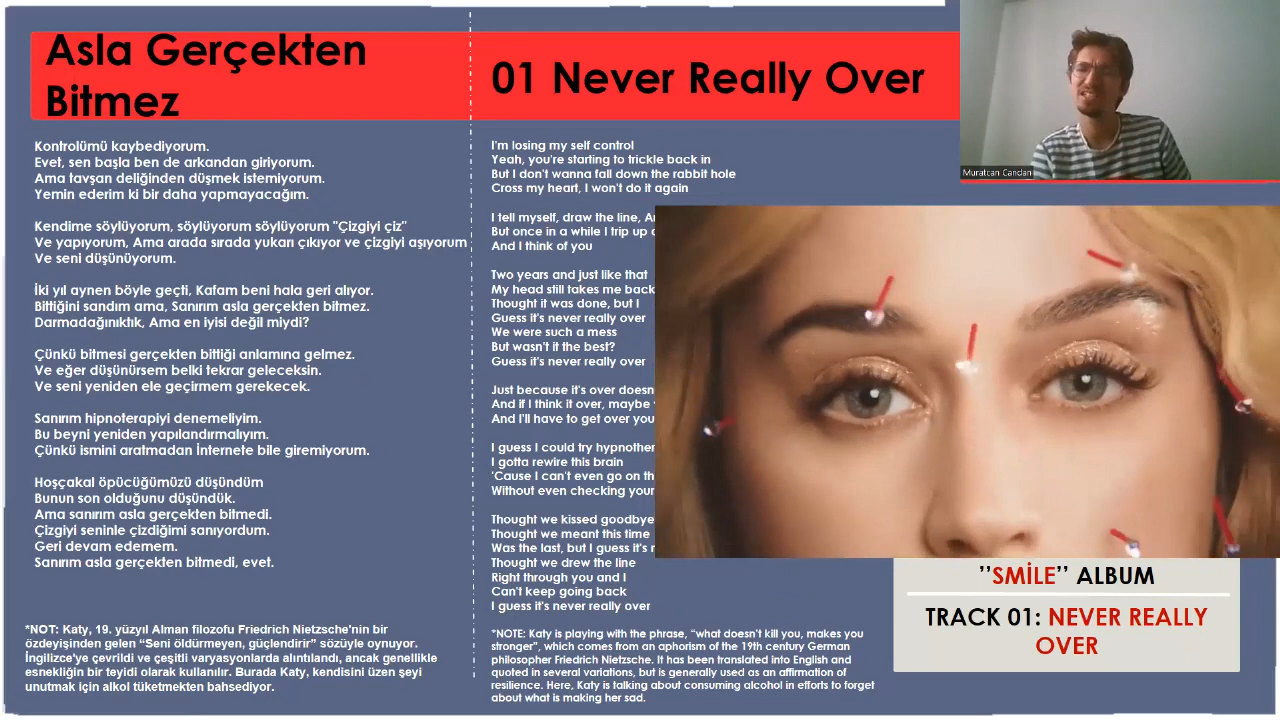 Asla Gerçekten
Bitmez
Kontrolümü kaybediyorum.
Evet, sen başla ben de arkandan giriyorum.
Ama tavşan deliğinden düşmek istemiyorum.
Yemin ederim ki bir daha yapmayacağım.
Kendime söylüyorum, söylüyorum söylüyorum "Çizgiyi çiz"
Ve yapıyorum, Ama arada sırada yukarı çıkıyor ve çizgiyi aşıyorum
Ve seni düşünüyorum.
İki yıl aynen böyle geçti, Kafam beni hala geri alıyor.
Bittiğini sandım ama, Sanırım asla gerçekten bitmez.
Darmadağınıktık, Ama en iyisi değil miydi?
Çünkü bitmesi gerçekten bittiği anlamına gelmez.
Ve eğer düşünürsem belki tekrar geleceksin.
Ve seni yeniden ele geçirmem gerekecek.
Sanırım hipnoterapiyi denemeliyim.
Bu beyni yeniden yapılandırmalıyım.
Çünkü ismini aratmadan İnternete bile giremiyorum.
Hoşçakal öpücüğümüzü düşündüm
Bunun son olduğunu düşündük.
Ama sanırım asla gerçekten bitmedi.
Çizgiyi seninle çizdiğimi sanıyordum.
Geri devam edemem.
Sanırım asla gerçekten bitmedi, evet.
*NOT: Katy, 19. yüzyıl Alman filozofu Friedrich Nietzsche'nin bir
özdeyişinden gelen “Seni öldürmeyen, güçlendirir” sözüyle oynuyor.
İngilizce'ye çevrildi ve çeşitli varyasyonlarda alıntılandı, ancak genellikle
esnekliğin bir teyidi olarak kullanılır. Burada Katy, kendisini üzen şeyi
unutmak için alkol tüketmekten bahsediyor.
01 Never Really Over
I'm losing my self control
Yeah, you're starting to trickle back in
But I don't wanna fall down the rabbit hole
Cross my heart, I won't do it again
I tell myself, draw the line,
But once in a while I trip up
And I think of you
Two years and just like that
My head still takes me back
Thought it was done, but I
Guess it's never really over
We were such a mess
But wasn't it the best?
Guess it's never really over
Just because it's over doesn
And if I think it over, maybe
And I'll have to get over you
I guess I could try hypnother
I gotta rewire this brain
'Cause I can't even go on th
Without even checking your
Thought we kissed goodbye
Thought we meant this time
Was the last, but I guess it's
Thought we drew the line
Right through you and I
Can't keep going back
I guess it's never really over
*NOTE: Katy is playing with the phrase, “what doesn't kill you, makes you
stronger”, which comes from an aphorism of the 19th century German
philosopher Friedrich Nietzsche. It has been translated into English and
quoted in several variations, but is generally used as an affirmation of
resilience. Here, Katy is talking about consuming alcohol in efforts to forget
about what is making her sad.
Muratcan Candan
’’SMİLE’’ ALBUM
TRACK 01: NEVER REALLY
OVER